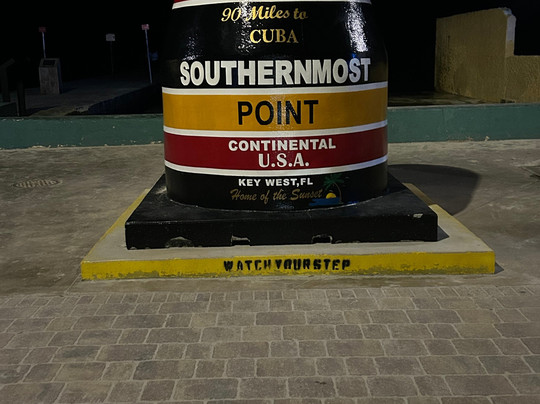 90 Miles to
CUBA
SOUTHERNMOST
POINT
CONTINENTAL
U.S.A.
KEY WEST,FL
Home of the Sunset
WATCH YOUR STEP